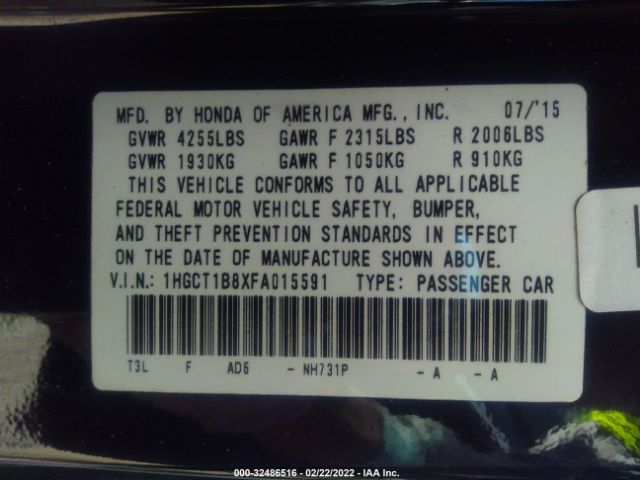 MFD. BY HONDA OF AMERICA MFG., INC. 07/'15
GVWR 4255LBS GAWR F 2315LBS R 2006LBS
GVWR 1930KG GAWR F 1050KG R 910KG
THIS VEHICLE CONFORMS TO ALL APPLICABLE
FEDERAL MOTOR VEHICLE SAFETY, BUMPER,
AND THEFT PREVENTION STANDARDS IN EFFECT
ON THE DATE OF MANUFACTURE SHOWN ABOVE.
V.I.N.: 1HGCT1B8XFA015591 TYPE: PASSENGER CAR
T3L F AD6 - NH731P - A - A
000-32486516 - 02/22/2022 - IAA Inc.